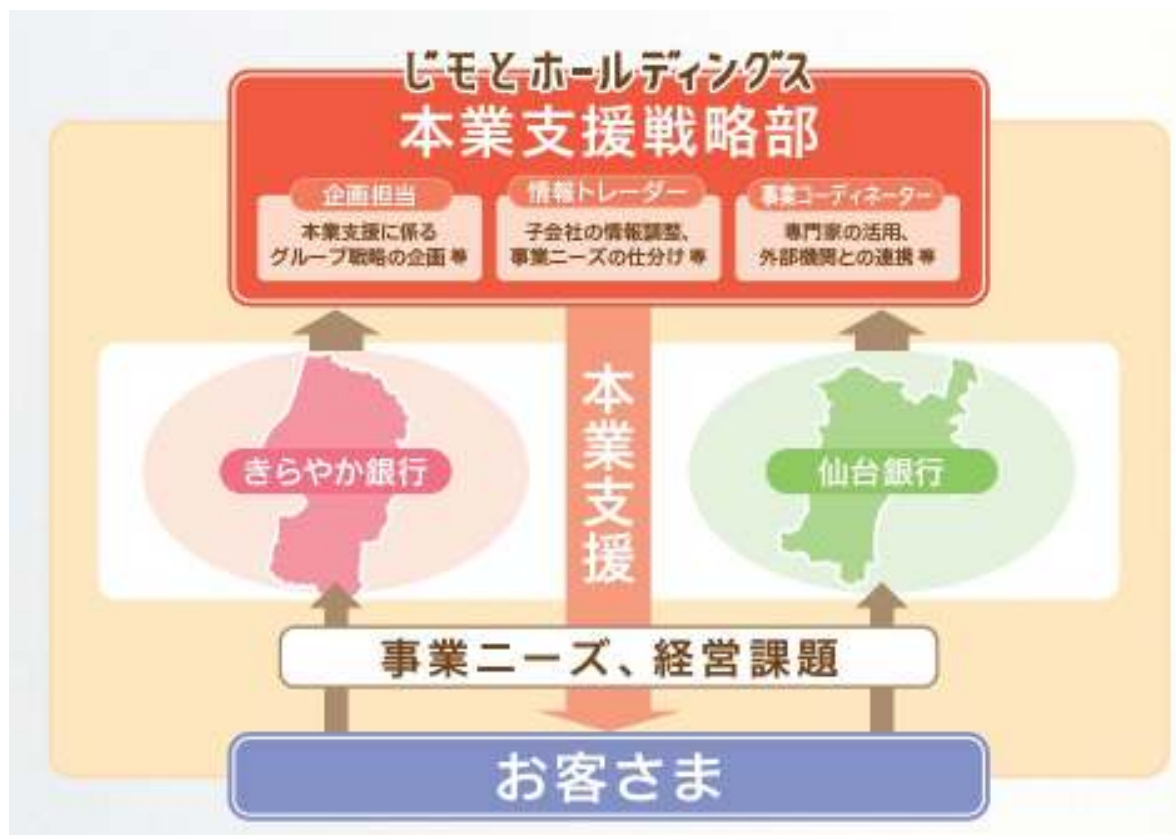 じモとホールディングス
本業支援戦略部
企画担当
本業支援に係る
グループ戦略の企画 等
情報トレーダー
子会社の情報調整、
事業ニーズの仕分け 等
事業コーディネーター
専門家の活用、
外部機関との連携 等
きらやか銀行
本業支援
仙台銀行
事業ニーズ、経営課題
お客さま